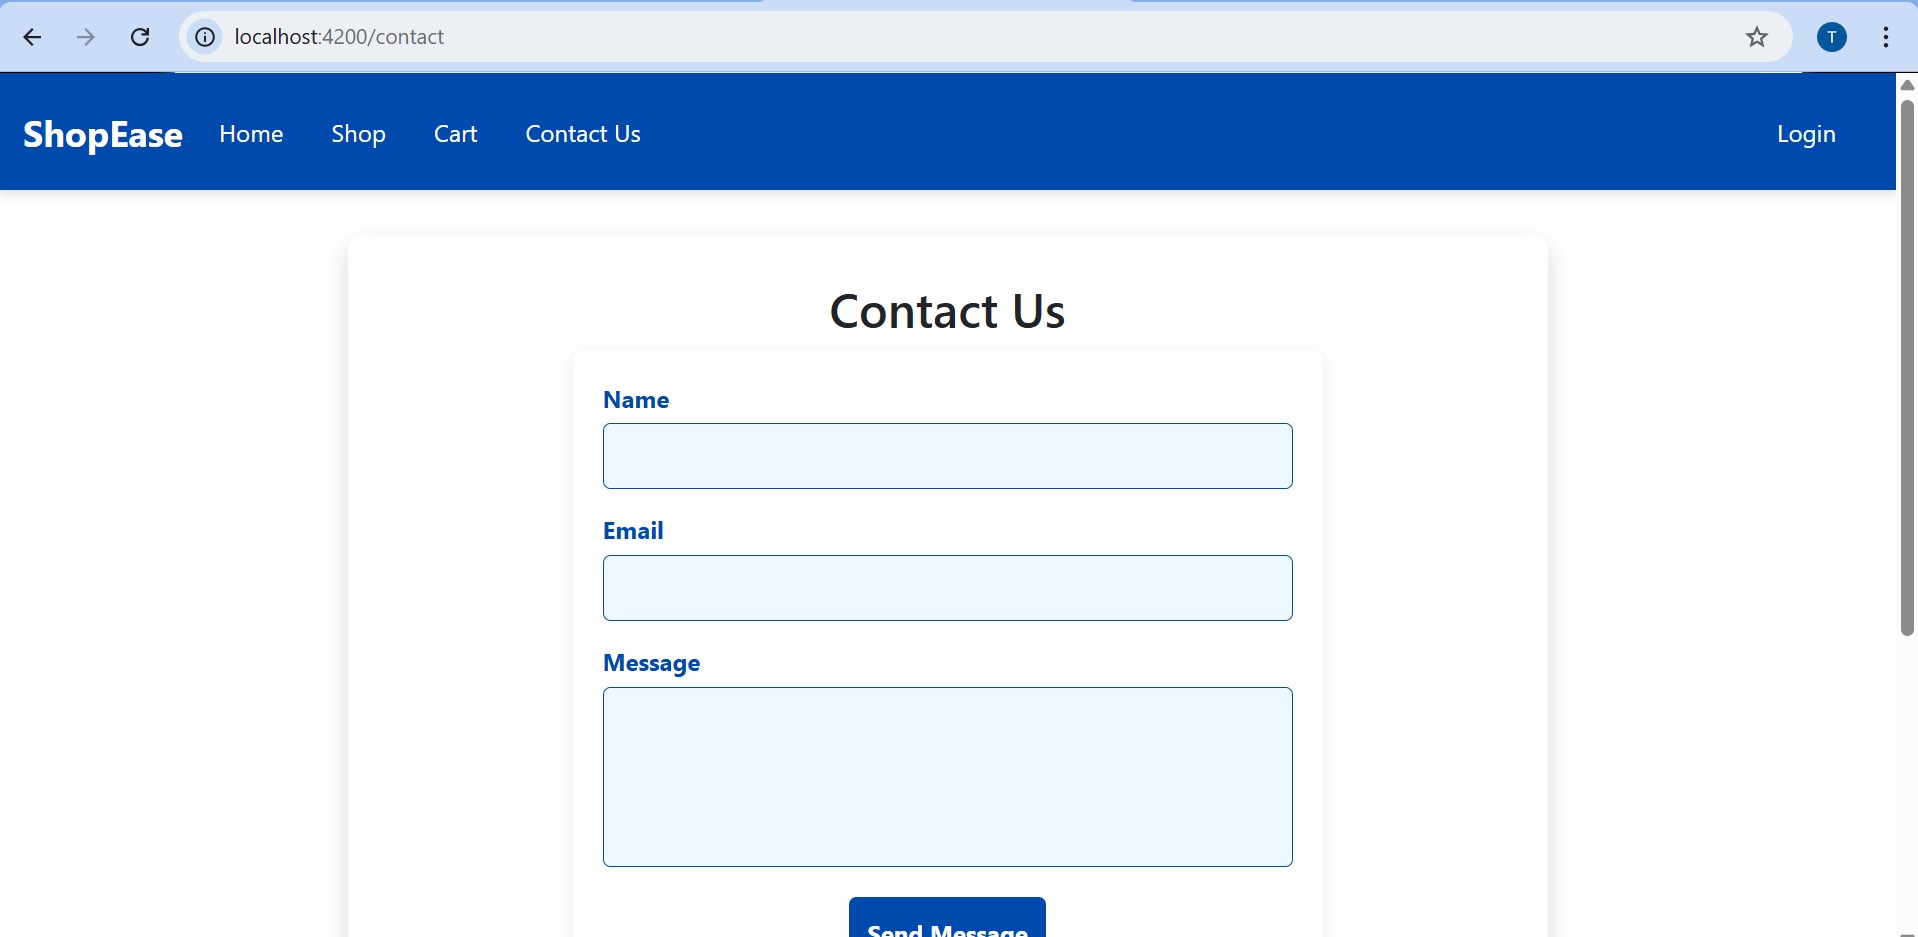 localhost:4200/contact
T
ShopEase Home Shop Cart Contact Us Login
Contact Us
Name
Email
Message
Send Message